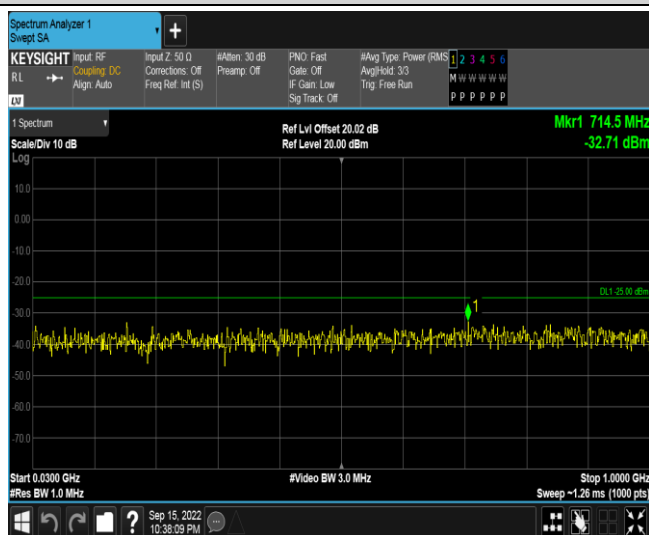 Spectrum Analyzer 1
Swept SA
KEYSIGHT Input: RF Input Z: 50 Ω #Atten: 30 dB PNO: Fast #Avg Type: Power (RMS 1 2 3 4 5 6
RL Coupling: DC Corrections: Off Preamp: Off Gate: Off Avg|Hold: 3/3 M W W W W W
Align: Auto Freq Ref: Int (S) IF Gain: Low Trig: Free Run
Sig Track: Off P P P P P P
LXI
1 Spectrum Ref Lvl Offset 20.02 dB Mkr1 714.5 MHz
Scale/Div 10 dB Ref Level 20.00 dBm -32.71 dBm
Log
10.0
0.00
-10.0
-20.0
DL1 -25.00 dBm
1
-30.0
-40.0
-50.0
-60.0
-70.0
Start 0.0300 GHz #Video BW 3.0 MHz Stop 1.0000 GHz
#Res BW 1.0 MHz Sweep ~1.26 ms (1000 pts)
? Sep 15, 2022
10:38:09 PM